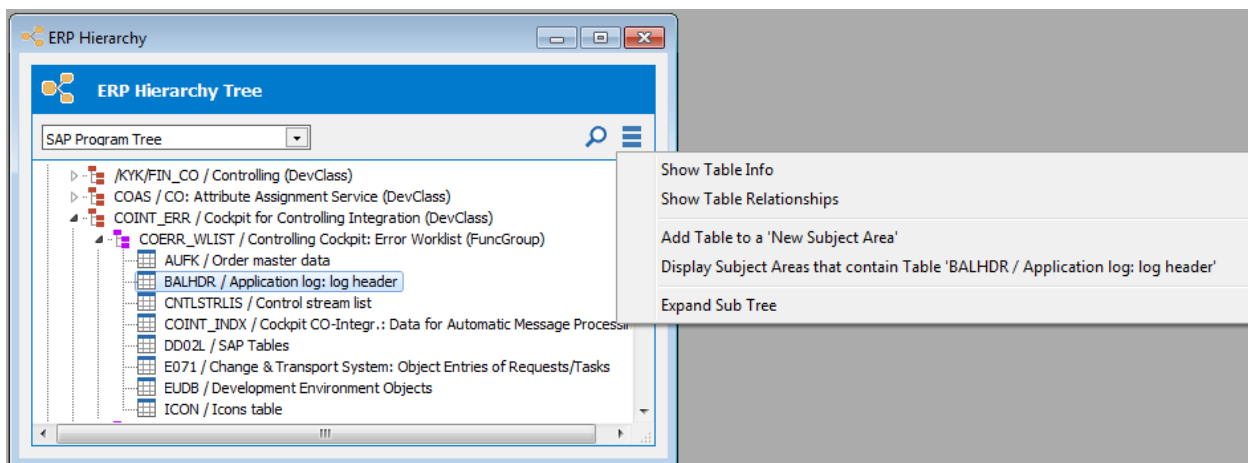 ERP Hierarchy
ERP Hierarchy Tree
SAP Program Tree
/KYK/FIN_CO / Controlling (DevClass)
COAS / CO: Attribute Assignment Service (DevClass)
COINT_ERR / Cockpit for Controlling Integration (DevClass)
COERR_WLIST / Controlling Cockpit: Error Worklist (FuncGroup)
AUFK / Order master data
BALHDR / Application log: log header
CNTLSTRLIS / Control stream list
COINT_INDX / Cockpit CO-Integr.: Data for Automatic Message
DD02L / SAP Tables
E071 / Change & Transport System: Object Entries of Requests/Tasks
EUDB / Development Environment Objects
ICON / Icons table
Show Table Info
Show Table Relationships
Add Table to a 'New Subject Area'
Display Subject Areas that contain Table 'BALHDR / Application log: log header'
Expand Sub Tree